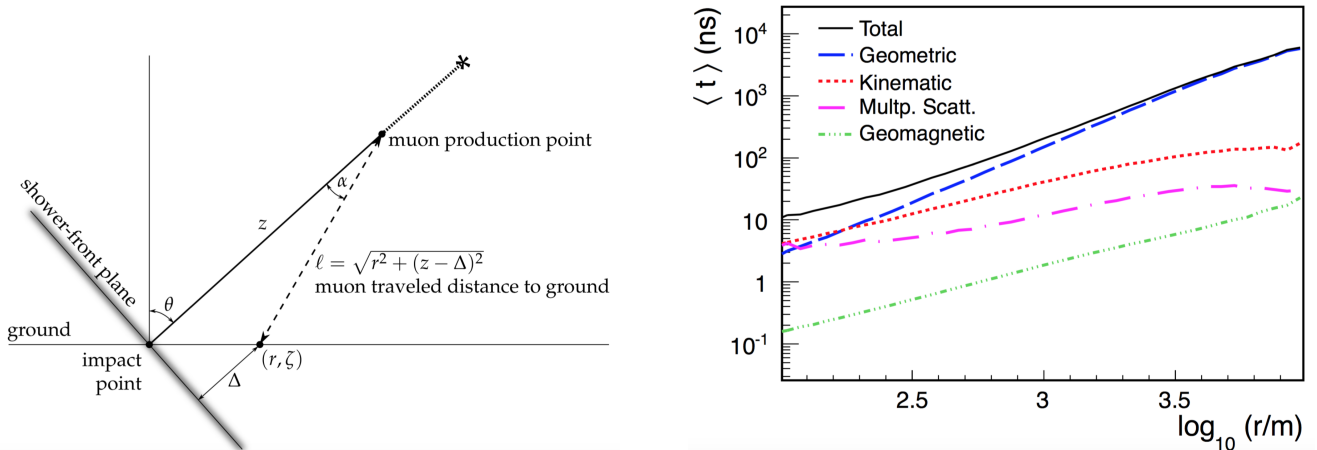 muon production point
α
shower-front plane
z
ℓ = √r² + (z − Δ)²
muon traveled distance to ground
θ
ground
impact
point
(r, ζ)
Δ
⟨ t ⟩ (ns)
10⁴
10³
10²
10
1
10⁻¹
Total
Geometric
Kinematic
Multp. Scatt.
Geomagnetic
2.5
3
3.5
log₁₀ (r/m)